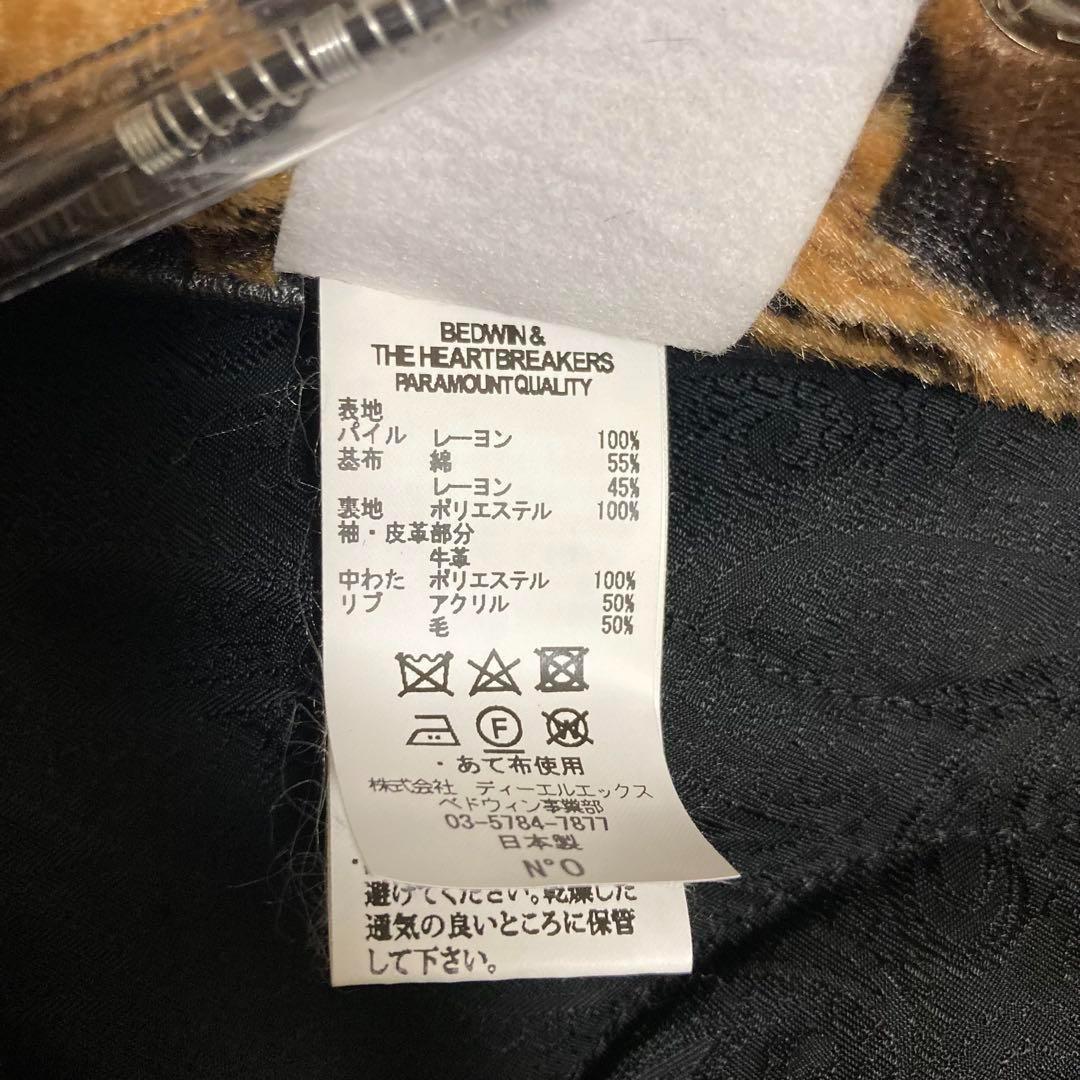 BEDWIN &
THE HEARTBREAKERS
PARAMOUNT QUALITY
表地
パイル レーヨン 100%
基布 綿 55%
レーヨン 45%
裏地 ポリエステル 100%
袖・皮革部分
牛革
中わた ポリエステル 100%
リブ アクリル 50%
毛 50%
F
W
・あて布使用
株式会社 ディーエルエックス
ベドウィン事業部
03-5784-7877
日本製
N°0
避けてください。乾燥した
通気の良いところに保管
して下さい。